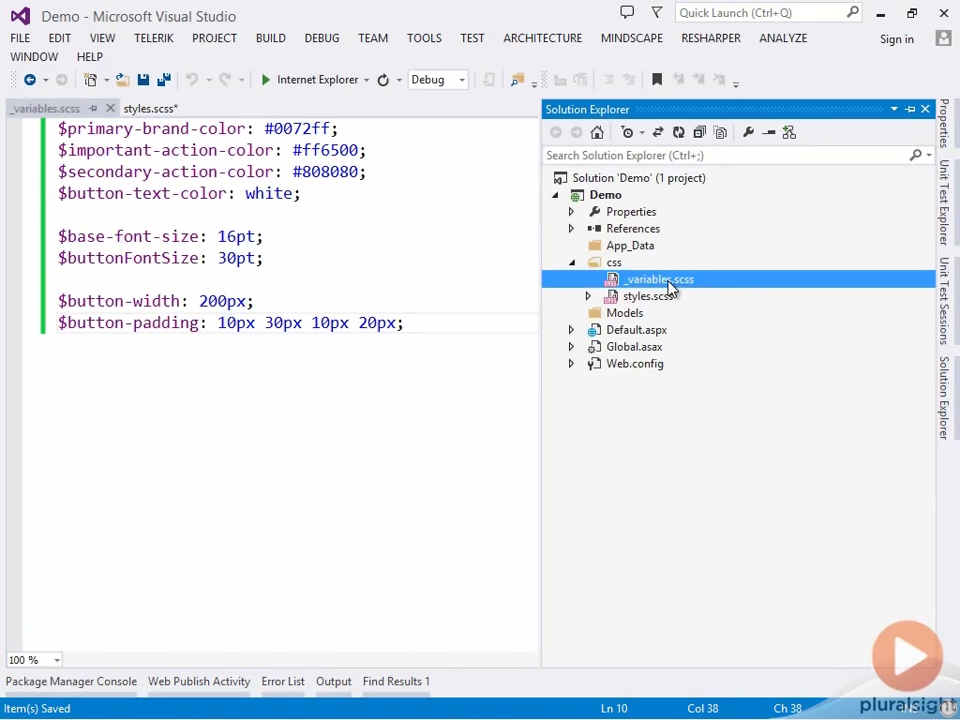 Demo - Microsoft Visual Studio
Quick Launch (Ctrl+Q)
FILE EDIT VIEW TELERIK PROJECT BUILD DEBUG TEAM TOOLS TEST ARCHITECTURE MINDSCAPE RESHARPER ANALYZE Sign in
WINDOW HELP
Internet Explorer Debug
_variables.scss styles.scss*
$primary-brand-color: #0072ff;
$important-action-color: #ff6500;
$secondary-action-color: #808080;
$button-text-color: white;
$base-font-size: 16pt;
$buttonFontSize: 30pt;
$button-width: 200px;
$button-padding: 10px 30px 10px 20px;
100 %
Solution Explorer
Search Solution Explorer (Ctrl+;)
Solution 'Demo' (1 project)
Demo
Properties
References
App_Data
css
_variables.scss
styles.scss
Models
Default.aspx
Global.asax
Web.config
Properties
Unit Test Explorer
Unit Test Sessions
Solution Explorer
Package Manager Console Web Publish Activity Error List Output Find Results 1
Item(s) Saved Ln 10 Col 38 Ch 38
pluralsight